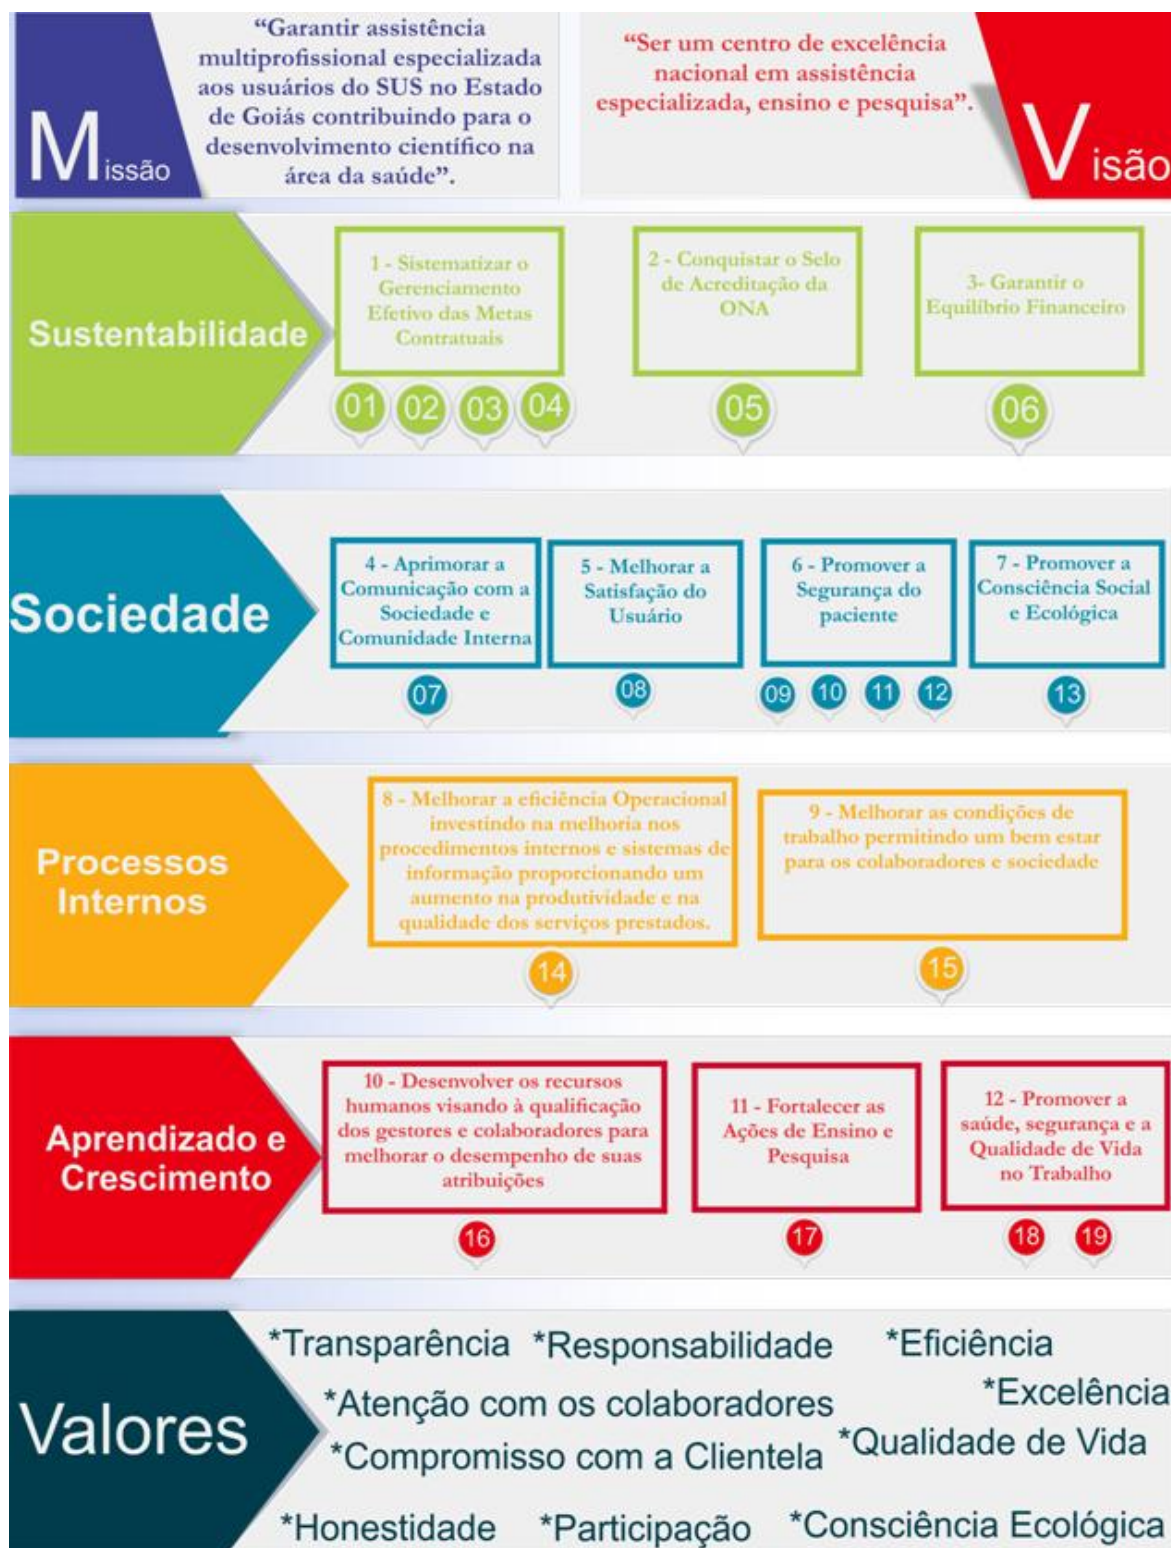 “Garantir assistência
multiprofissional especializada
aos usuários do SUS no Estado
de Goiás contribuindo para o
desenvolvimento científico na
área da saúde”.
Missão
“Ser um centro de excelência
nacional em assistência
especializada, ensino e pesquisa”.
Visão
Sustentabilidade
1 - Sistematizar o
Gerenciamento
Efetivo das Metas
Contratuais
01 02 03 04
2 - Conquistar o Selo
de Acreditação da
ONA
05
3- Garantir o
Equilíbrio Financeiro
06
Sociedade
4 - Aprimorar a
Comunicação com a
Sociedade e
Comunidade Interna
07
5 - Melhorar a
Satisfação do
Usuário
08
6 - Promover a
Segurança do
paciente
09 10 11 12
7 - Promover a
Consciência Social
e Ecológica
13
Processos
Internos
8 - Melhorar a eficiência Operacional
investindo na melhoria nos
procedimentos internos e sistemas de
informação proporcionando um
aumento na produtividade e na
qualidade dos serviços prestados.
14
9 - Melhorar as condições de
trabalho permitindo um bem estar
para os colaboradores e sociedade
15
Aprendizado e
Crescimento
10 - Desenvolver os recursos
humanos visando à qualificação
dos gestores e colaboradores para
melhorar o desempenho de suas
atribuições
16
11 - Fortalecer as
Ações de Ensino e
Pesquisa
17
12 - Promover a
saúde, segurança e a
Qualidade de Vida
no Trabalho
18 19
Valores
*Transparência *Responsabilidade *Eficiência
*Atenção com os colaboradores *Excelência
*Compromisso com a Clientela *Qualidade de Vida
*Honestidade *Participação *Consciência Ecológica